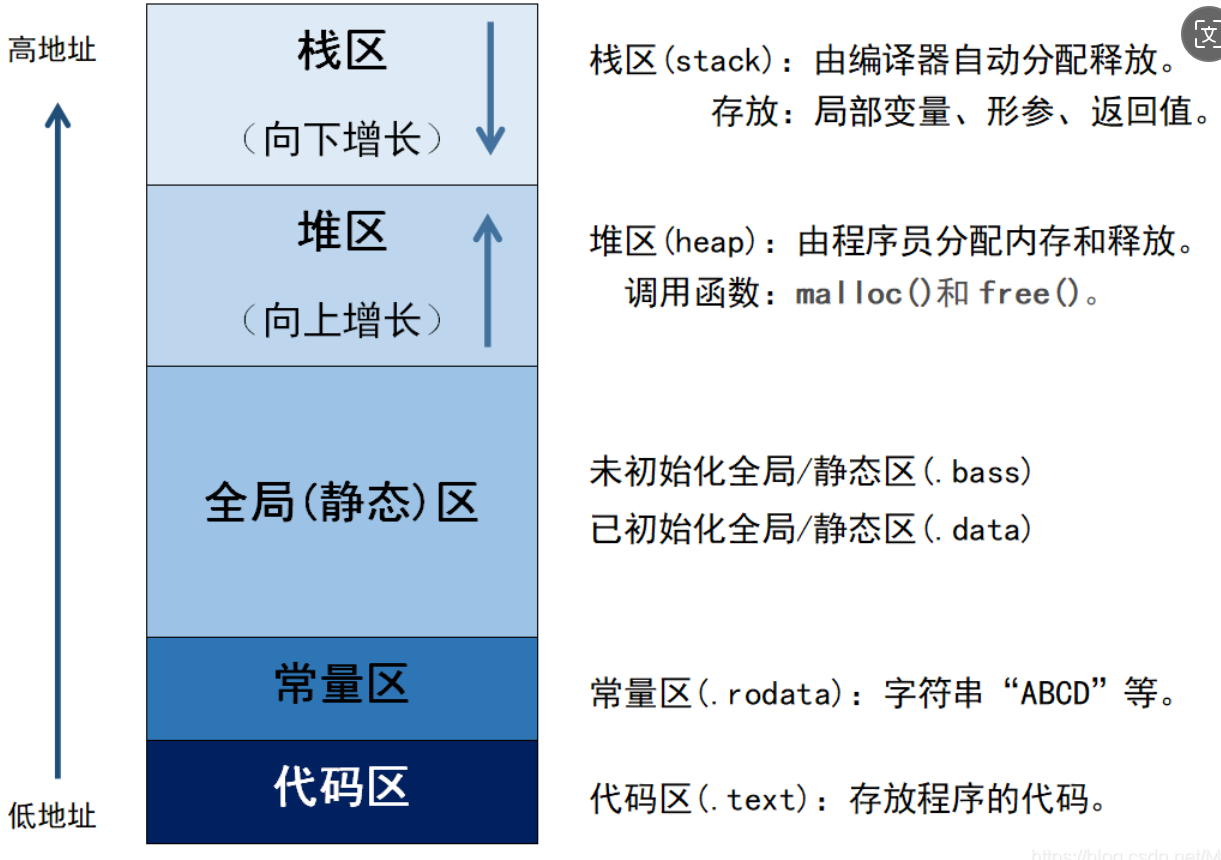 高地址
栈区
（向下增长）
栈区(stack)：由编译器自动分配释放。
存放：局部变量、形参、返回值。
堆区
（向上增长）
堆区(heap)：由程序员分配内存和释放。
调用函数：malloc()和 free()。
全局(静态)区
未初始化全局/静态区(.bass)
已初始化全局/静态区(.data)
常量区
常量区(.rodata)：字符串“ABCD”等。
代码区
代码区(.text)：存放程序的代码。
低地址
https://blog.csdn.net/M